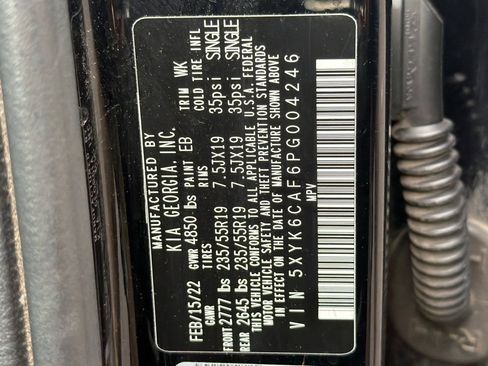 MANUFACTURED BY
KIA GEORGIA, INC.
FEB/15/22 GVWR 4850 lbs PAINT EB TRIM WK
GAWR TIRE RIMS COLD TIRE INFL
FRONT 2777 lbs 235/55R19 7.5JX19 35psi SINGLE
REAR 2645 lbs 235/55R19 7.5JX19 35psi SINGLE
THIS VEHICLE CONFORMS TO ALL APPLICABLE U.S.A. FEDERAL
MOTOR VEHICLE SAFETY AND THEFT PREVENTION STANDARDS
IN EFFECT ON THE DATE OF MANUFACTURE SHOWN ABOVE
VIN 5XYK6CAF6PG004246
MPV